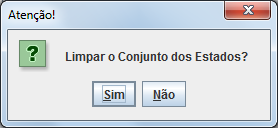 Atenção!
Limpar o Conjunto dos Estados?
Sim Não